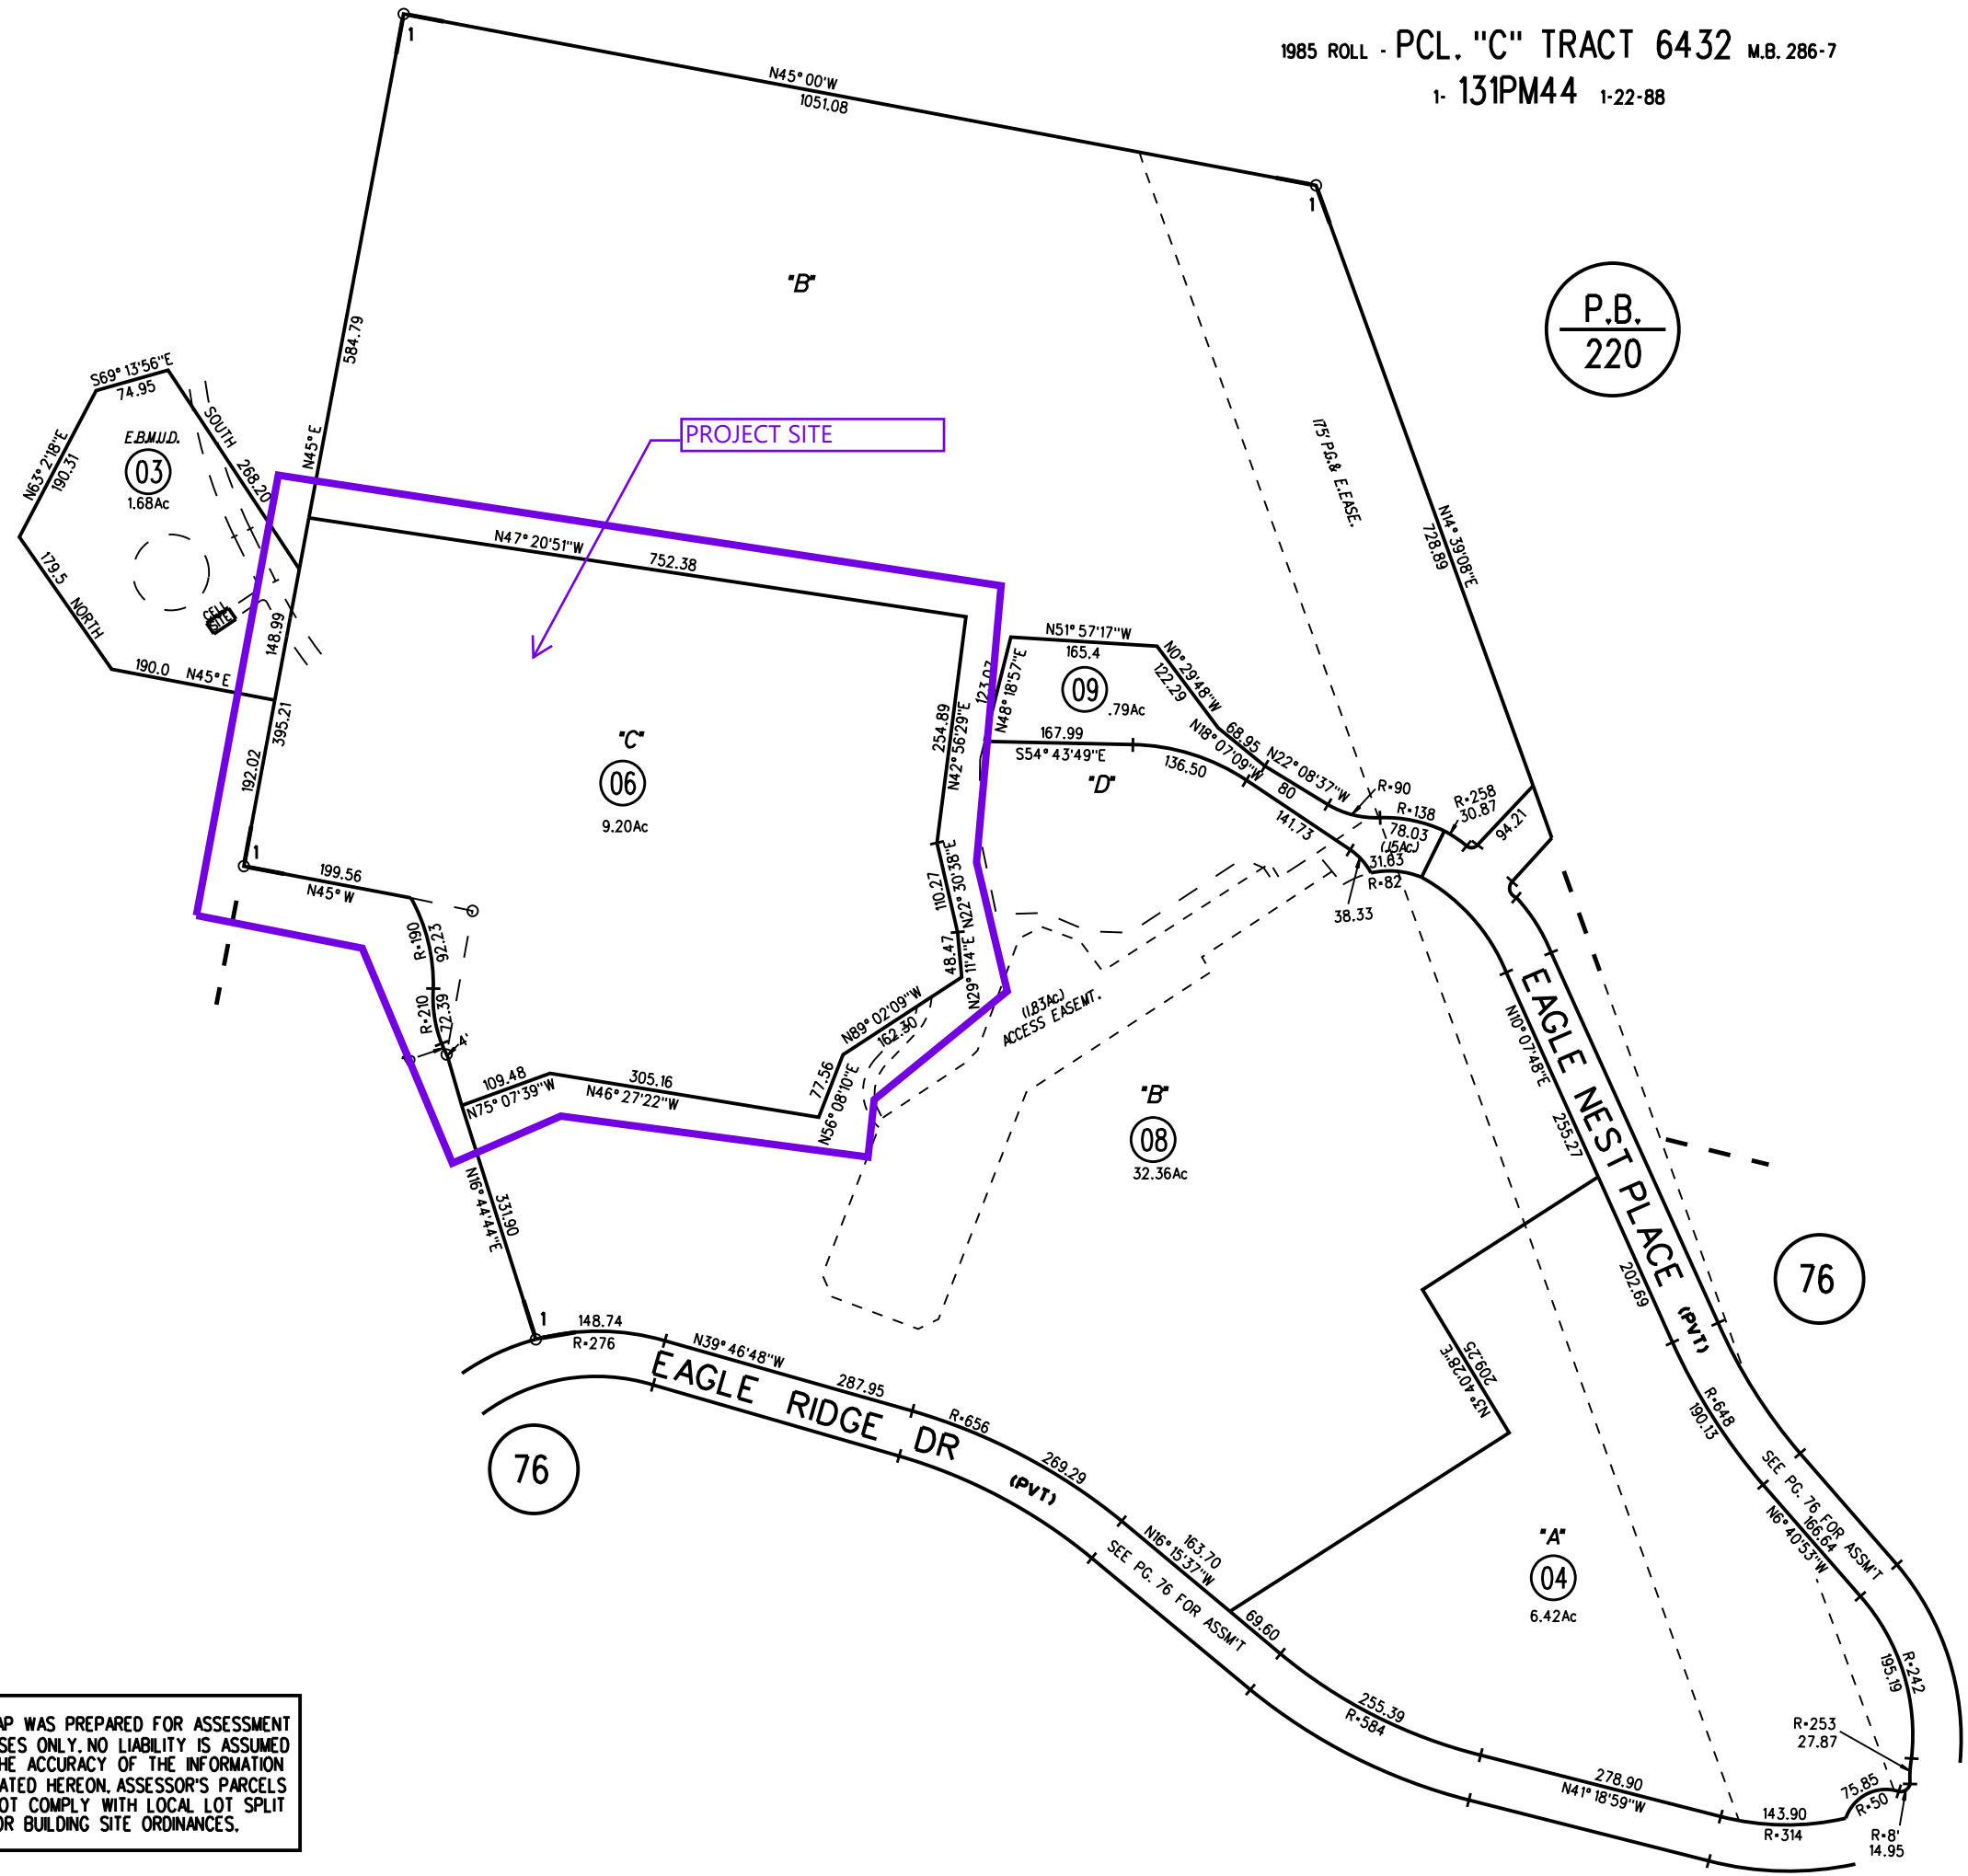 1985 ROLL - PCL. "C" TRACT 6432 M.B. 286-7
1- 131PM44 1-22-88
1
N45°00'W
1051.08
1
"B"
P.B.
220
584.79
N45°E
S69°13'56"E
74.95
SOUTH
268.20
E.B.M.U.D.
03
1.68Ac
N63°2'18"E
190.31
179.5
NORTH
CELL
SITE
190.0 N45°E
148.99
PROJECT SITE
175' P.G.& E.EASE.
N14°39'08"E
728.89
N47°20'51"W
752.38
395.21
192.02
"C"
06
9.20Ac
254.89
N42°56'29"E
123.07
N48°18'57"E
N51°57'17"W
165.4
09
.79Ac
N0°29'48"W
122.29
167.99
S54°43'49"E
"D"
136.50
68.95
N18°07'09"W
N22°08'37"W
80
141.73
R=90
R=138
78.03
(.15Ac.)
R=258
30.87
94.21
31.63
R=82
38.33
1
199.56
N45°W
R=190
92.23
R=210
72.39
4'
110.27
N22°30'38"E
48.47
N29°11'4"E
N89°02'09"W
162.30
77.56
N56°08'10"E
109.48
N75°07'39"W
305.16
N46°27'22"W
(1.83Ac)
ACCESS EASEMT.
"B"
08
32.36Ac
N16°44'44"E
331.90
1
148.74
R=276
N39°46'48"W
287.95
EAGLE RIDGE DR
(PVT)
R=656
269.29
76
EAGLE NEST PLACE
(PVT)
N10°07'48"E
255.27
202.69
76
N3°40'28"E
209.25
R=648
190.13
SEE PG. 76 FOR ASSM'T
166.64
N6°40'53"W
163.70
N16°15'37"W
SEE PG. 76 FOR ASSM'T
69.60
"A"
04
6.42Ac
R=242
195.19
255.39
R=584
278.90
N41°18'59"W
143.90
R=314
R=253
27.87
75.85
R=50
R=8'
14.95
AP WAS PREPARED FOR ASSESSMENT
SES ONLY. NO LIABILITY IS ASSUMED
HE ACCURACY OF THE INFORMATION
ATED HEREON. ASSESSOR'S PARCELS
OT COMPLY WITH LOCAL LOT SPLIT
OR BUILDING SITE ORDINANCES.